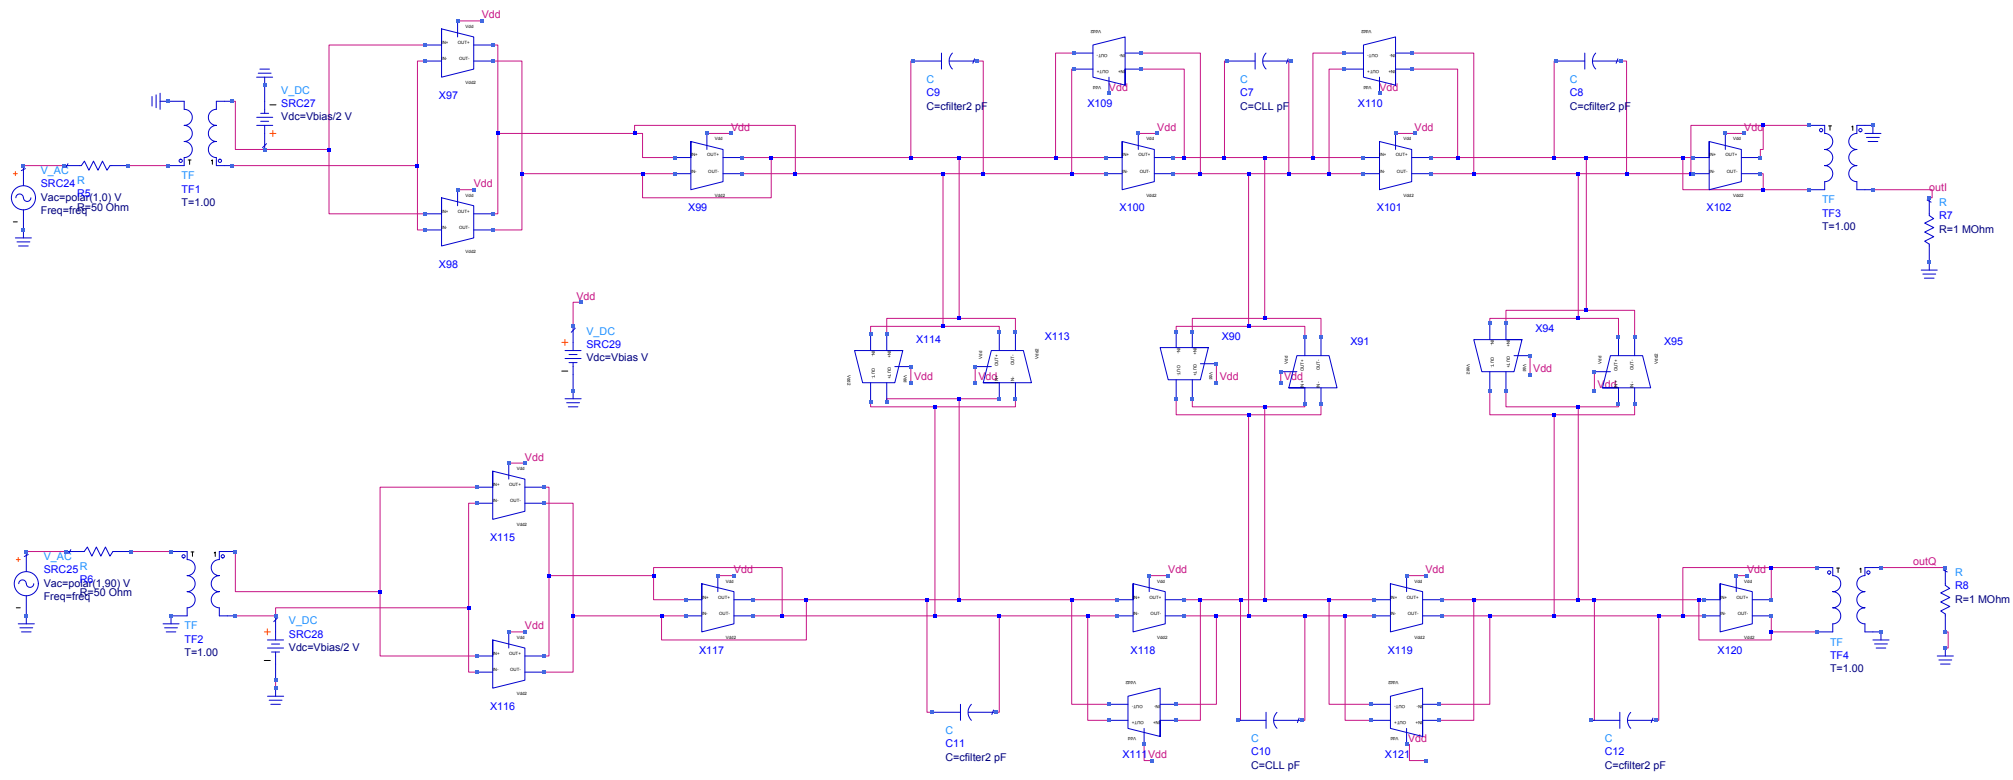 Vdd
X97
V_DC
SRC27
Vdc=Vbias/2 V
V_AC
SRC24
Vac=polar(1,0) V
Freq=freq
R
R5
R=50 Ohm
TF
TF1
T=1.00
Vdd
X98
Vdd
X99
C
C9
C=cfilter2 pF
X109
Vdd
Vdd
X100
C
C7
C=CLL pF
X110
Vdd
Vdd
X101
C
C8
C=cfilter2 pF
Vdd
X102
TF
TF3
T=1.00
outI
R
R7
R=1 MOhm
Vdd
V_DC
SRC29
Vdc=Vbias V
X114
Vdd
X113
Vdd
X90
Vdd
X91
Vdd
X94
Vdd
X95
Vdd
Vdd
X115
V_AC
SRC25
Vac=polar(1,90) V
Freq=freq
R
R6
R=50 Ohm
TF
TF2
T=1.00
V_DC
SRC28
Vdc=Vbias/2 V
Vdd
X116
Vdd
X117
C
C11
C=cfilter2 pF
Vdd
X118
X111
Vdd
C
C10
C=CLL pF
Vdd
X119
X121
Vdd
C
C12
C=cfilter2 pF
Vdd
X120
TF
TF4
T=1.00
outQ
R
R8
R=1 MOhm